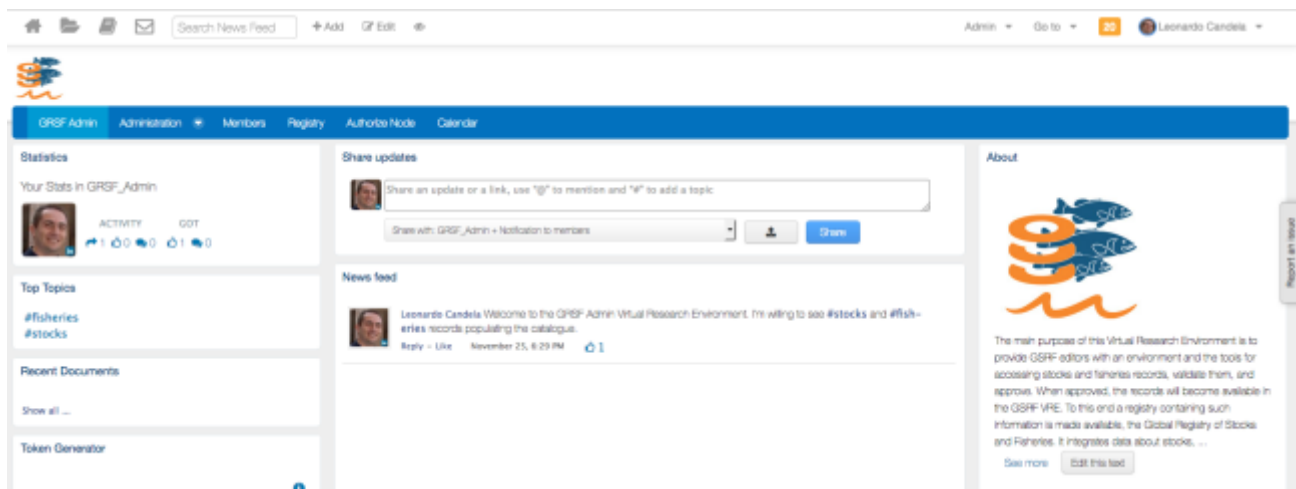 Search News Feed
Add
Edit
Admin
Go to
20
Leonardo Candela
GRSF Admin
Administration
Members
Registry
Authorize Node
Calendar
Statistics
Your Stats in GRSF_Admin
ACTIVITY GOT
1 0 0 1 0
Top Topics
#fisheries
#stocks
Recent Documents
Show all ...
Token Generator
Share updates
Share an update or a link, use "@" to mention and "#" to add a topic
Share with: GRSF_Admin + Notification to members
Share
News feed
Leonardo Candela Welcome to the GRSF Admin Virtual Research Environment. I'm willing to see #stocks and #fish-
eries records populating the catalogue.
Reply - Like November 25, 6:29 PM 1
About
The main purpose of this Virtual Research Environment is to
provide GSRF editors with an environment and the tools for
accessing stocks and fisheries records, validate them, and
approve. When approved, the records will become available in
the GSRF VRE. To this end a registry containing such
information is made available, the Global Registry of Stocks
and Fisheries. It integrates data about stocks, ...
See more Edit this text
Report an issue